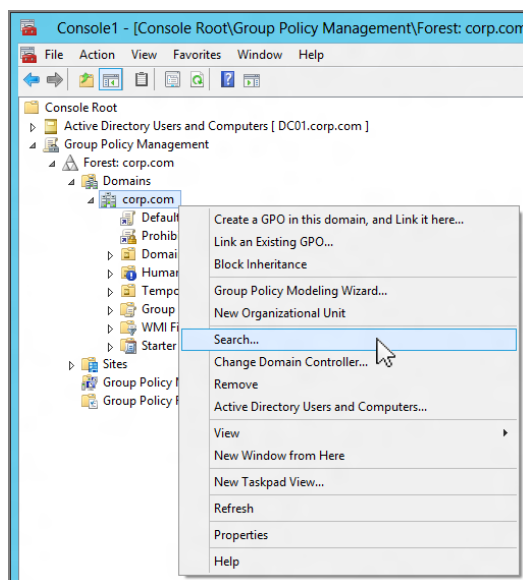 Console1 - [Console Root\Group Policy Management\Forest: corp.com
File Action View Favorites Window Help
Console Root
Active Directory Users and Computers [ DC01.corp.com ]
Group Policy Management
Forest: corp.com
Domains
corp.com
Default
Prohib
Domai
Human
Tempo
Group
WMI Fi
Starter
Sites
Group Policy M
Group Policy R
Create a GPO in this domain, and Link it here...
Link an Existing GPO...
Block Inheritance
Group Policy Modeling Wizard...
New Organizational Unit
Search...
Change Domain Controller...
Remove
Active Directory Users and Computers...
View
New Window from Here
New Taskpad View...
Refresh
Properties
Help